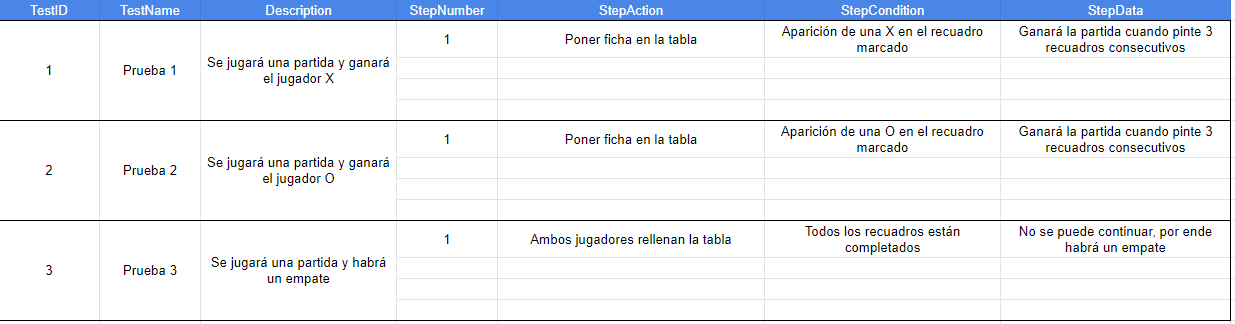 TestID TestName Description StepNumber StepAction StepCondition StepData
1 Prueba 1 Se jugará una partida y ganará
el jugador X
1 Poner ficha en la tabla Aparición de una X en el recuadro
marcado
Ganará la partida cuando pinte 3
recuadros consecutivos
2 Prueba 2 Se jugará una partida y ganará
el jugador O
1 Poner ficha en la tabla Aparición de una O en el recuadro
marcado
Ganará la partida cuando pinte 3
recuadros consecutivos
3 Prueba 3 Se jugará una partida y habrá
un empate
1 Ambos jugadores rellenan la tabla Todos los recuadros están
completados
No se puede continuar, por ende
habrá un empate